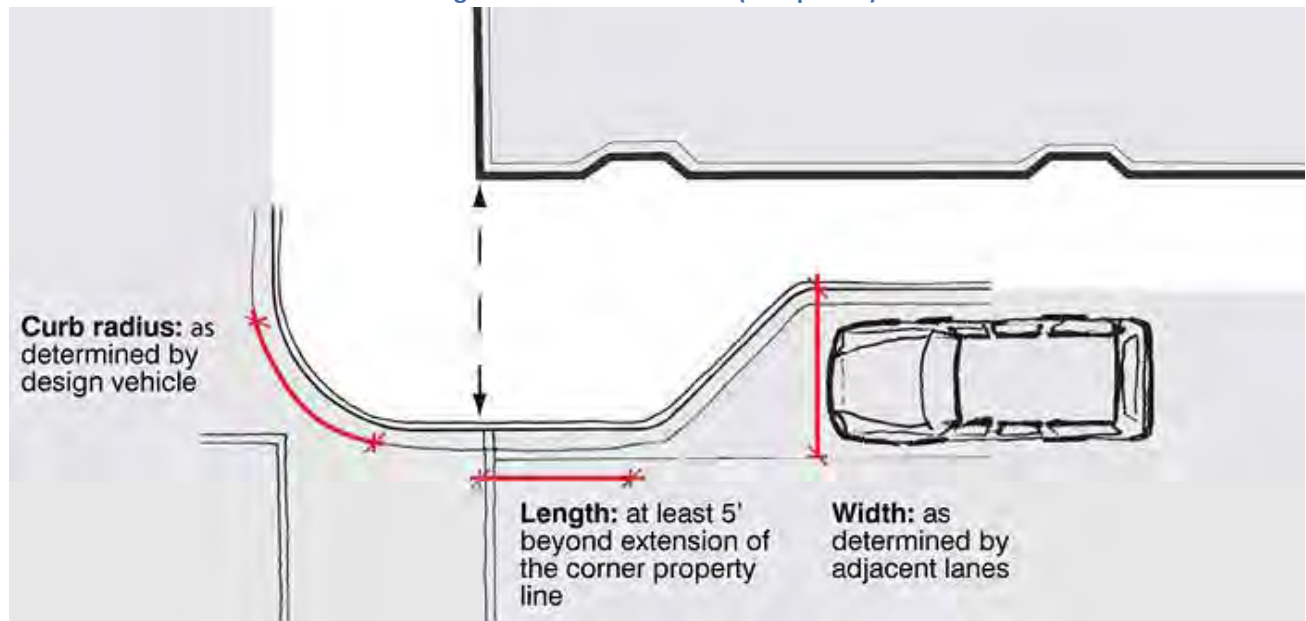 Curb radius: as
determined by
design vehicle
Length: at least 5'
beyond extension of
the corner property
line
Width: as
determined by
adjacent lanes